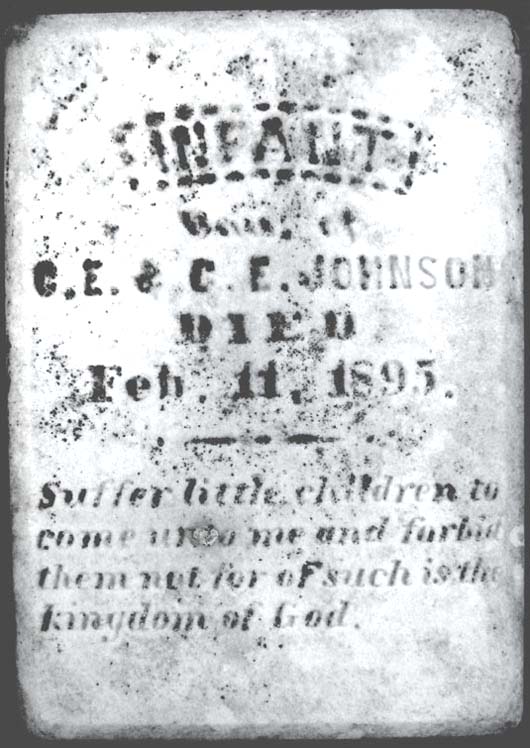 INFANT
of
C.E. & C.E. JOHNSON
DIED
Feb. 11, 1895.
Suffer little children to
come unto me and forbid
them not for of such is the
kingdom of God.